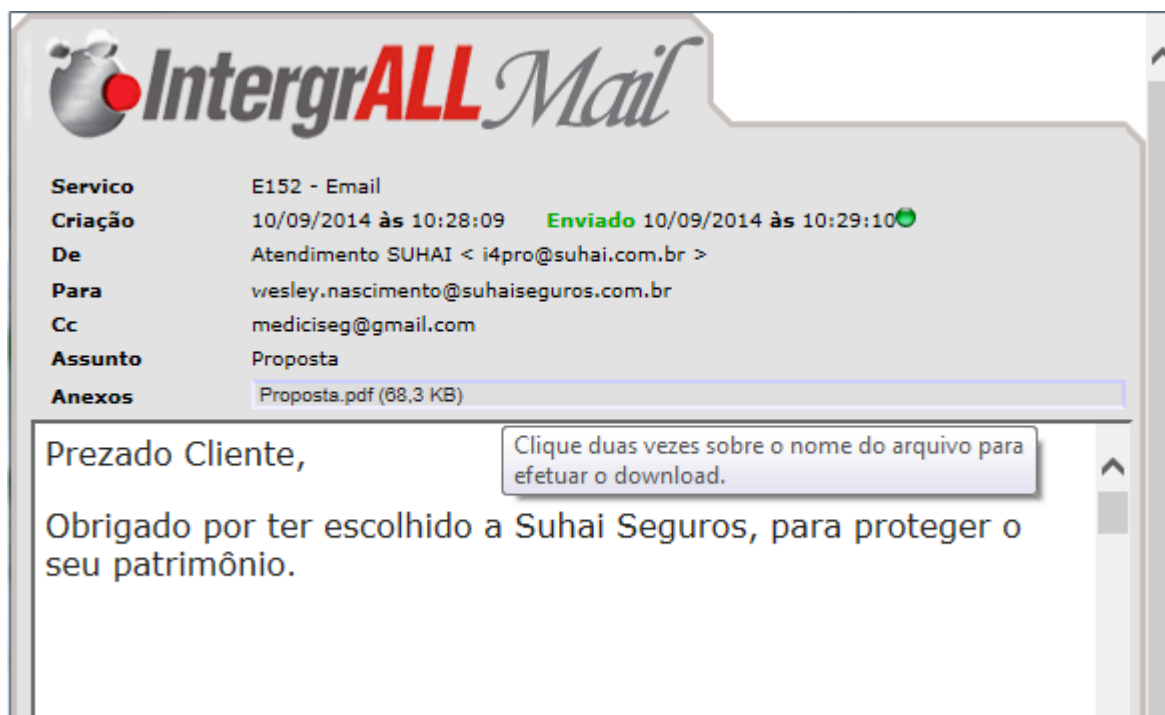 IntergrALL Mail
Servico E152 - Email
Criação 10/09/2014 às 10:28:09 Enviado 10/09/2014 às 10:29:10
De Atendimento SUHAI < i4pro@suhai.com.br >
Para wesley.nascimento@suhaiseguros.com.br
Cc mediciseg@gmail.com
Assunto Proposta
Anexos Proposta.pdf (68,3 KB)
Clique duas vezes sobre o nome do arquivo para
efetuar o download.
Prezado Cliente,
Obrigado por ter escolhido a Suhai Seguros, para proteger o
seu patrimônio.